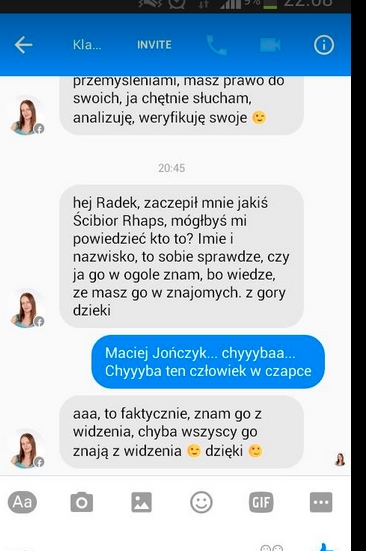 22:08
Kla...
INVITE
przemyśleniami, masz prawo do
swoich, ja chętnie słucham,
analizuję, weryfikuję swoje 😉
20:45
hej Radek, zaczepił mnie jakiś
Ścibior Rhaps, mógłbyś mi
powiedzieć kto to? Imie i
nazwisko, to sobie sprawdze, czy
ja go w ogole znam, bo wiedze,
ze masz go w znajomych. z gory
dzieki
Maciej Jończyk... chyyybaa...
Chyyyba ten człowiek w czapce
aaa, to faktycznie, znam go z
widzenia, chyba wszyscy go
znają z widzenia 😉 dzięki 🙂
Aa
GIF